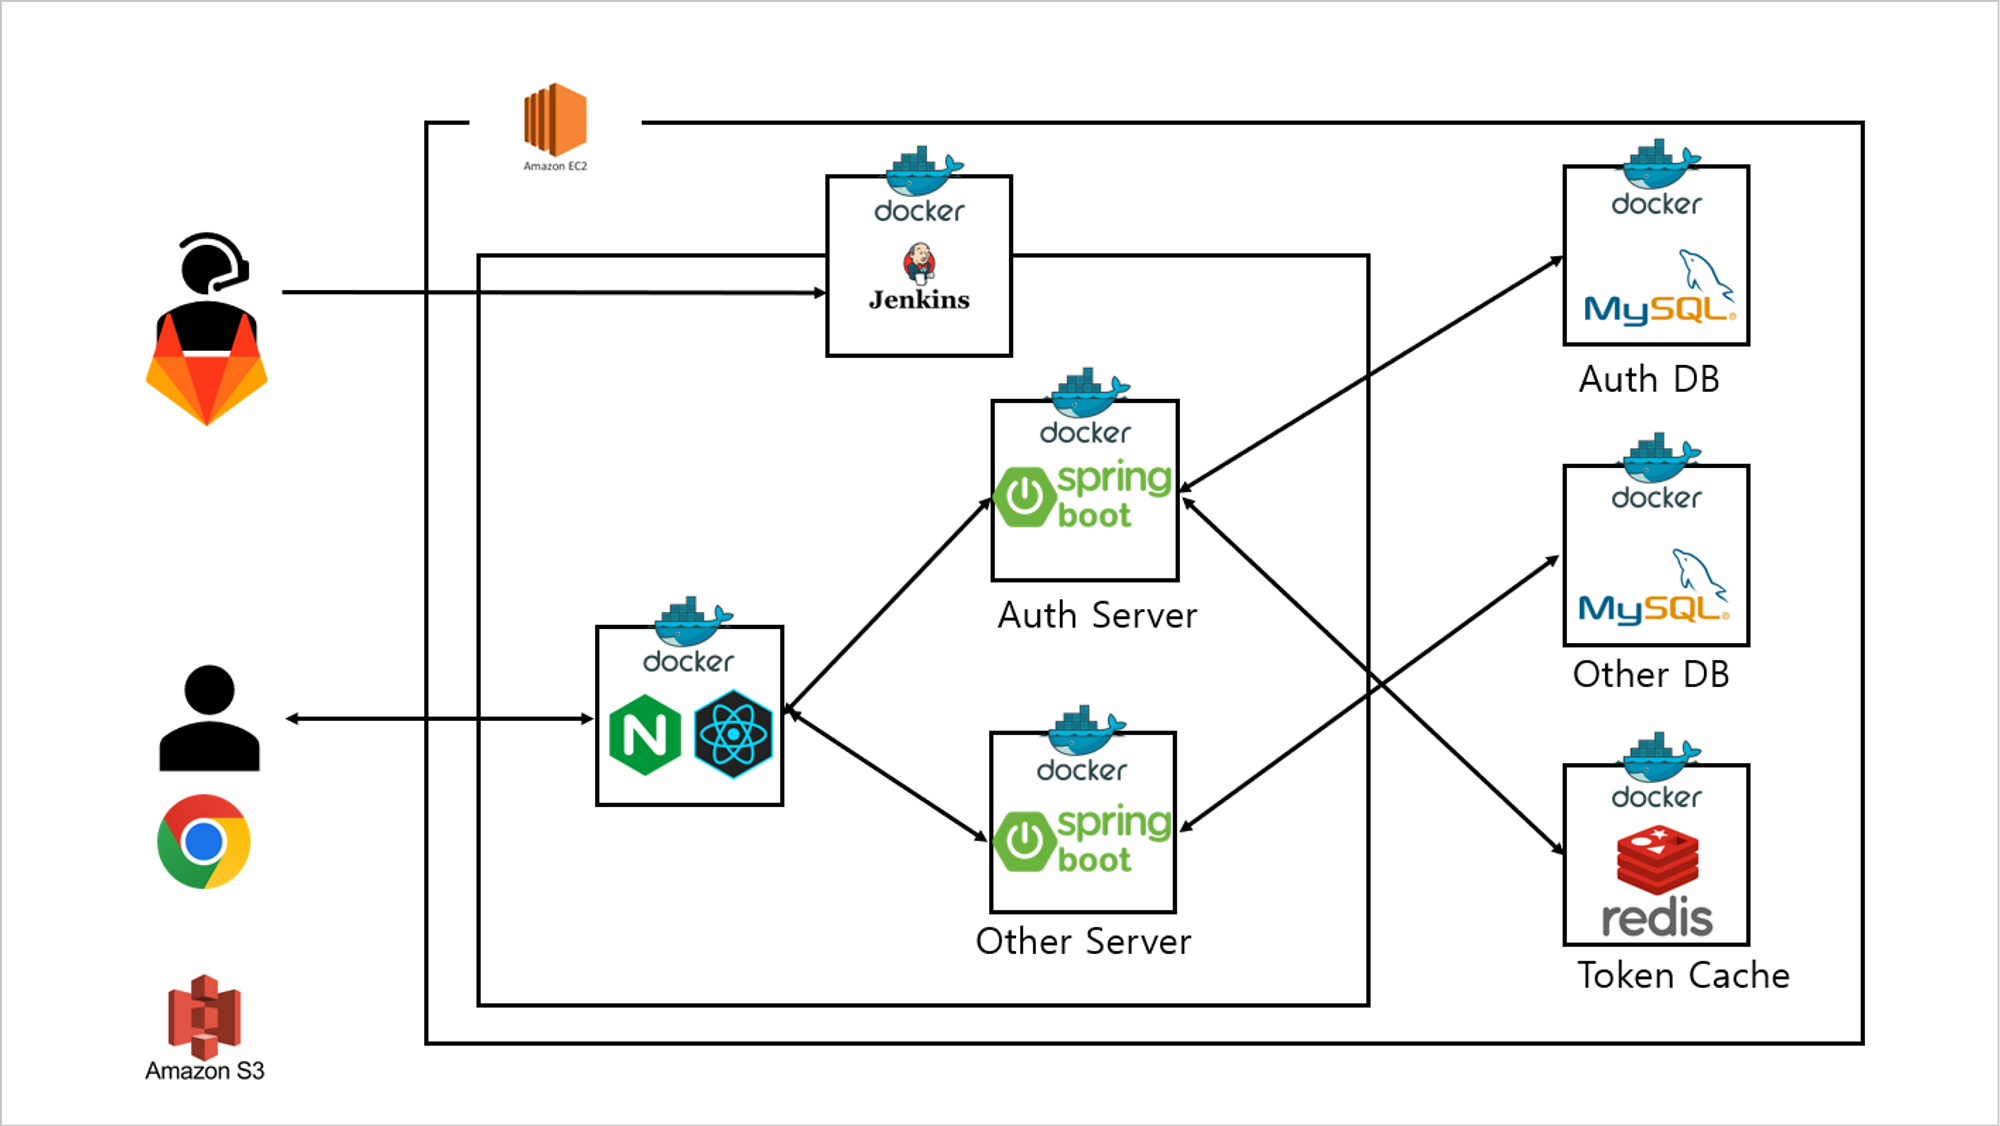 Amazon EC2
docker
Jenkins
docker
MySQL®
Auth DB
docker
spring
boot
Auth Server
docker
MySQL®
Other DB
docker
N
docker
spring
boot
Other Server
docker
redis
Token Cache
Amazon S3